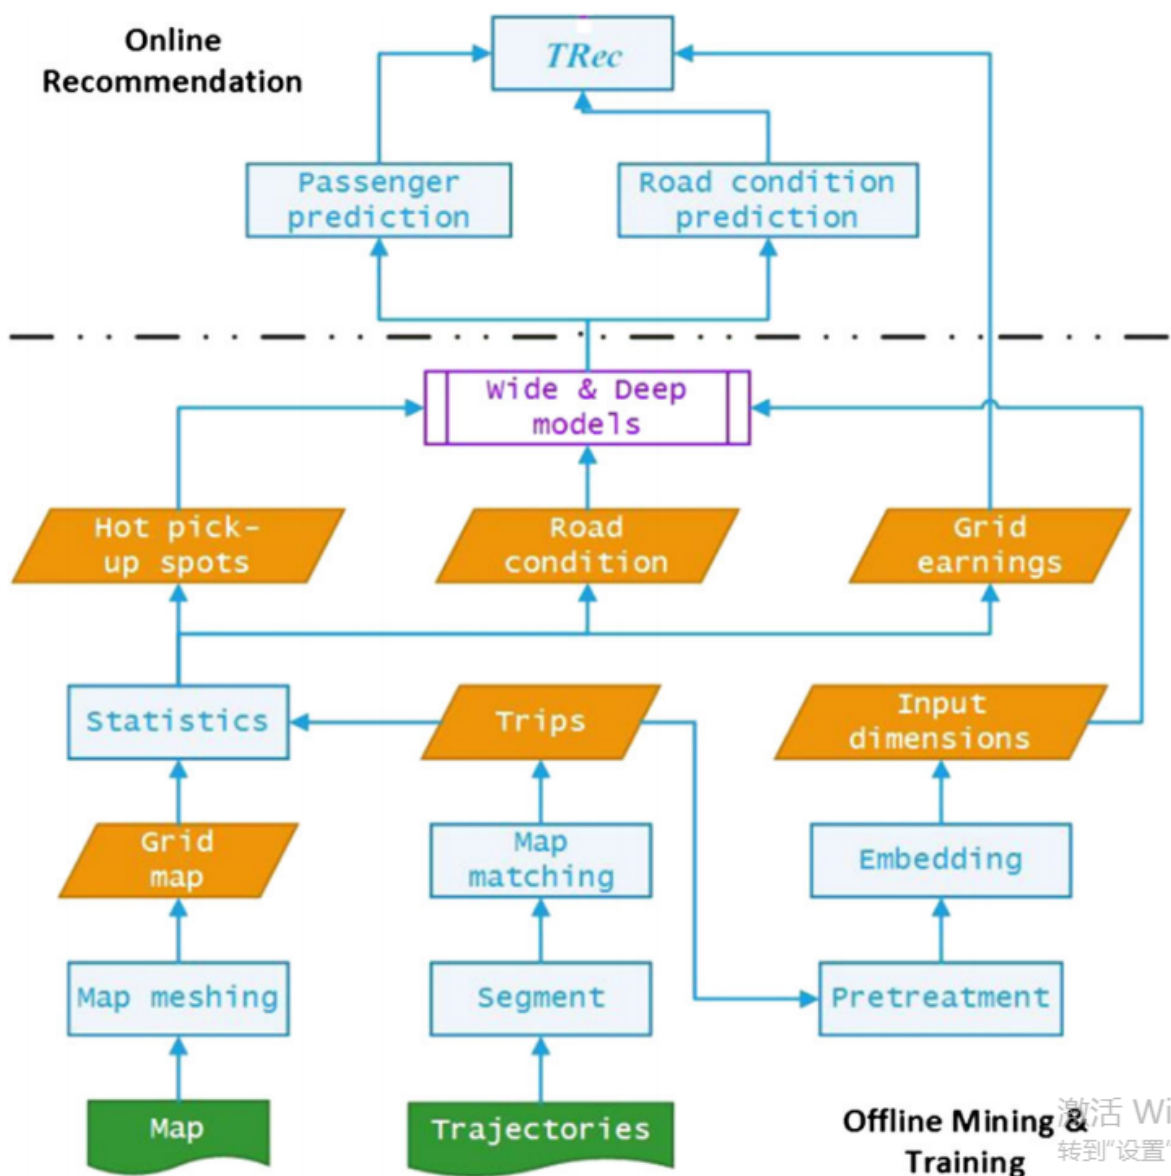 Online
Recommendation
TRec
Passenger
prediction
Road condition
prediction
Wide & Deep
models
Hot pick-
up spots
Road
condition
Grid
earnings
Statistics
Trips
Input
dimensions
Grid
map
Map
matching
Embedding
Map meshing
Segment
Pretreatment
Map
Trajectories
Offline Mining &
Training
激活 Wi
转到"设置"